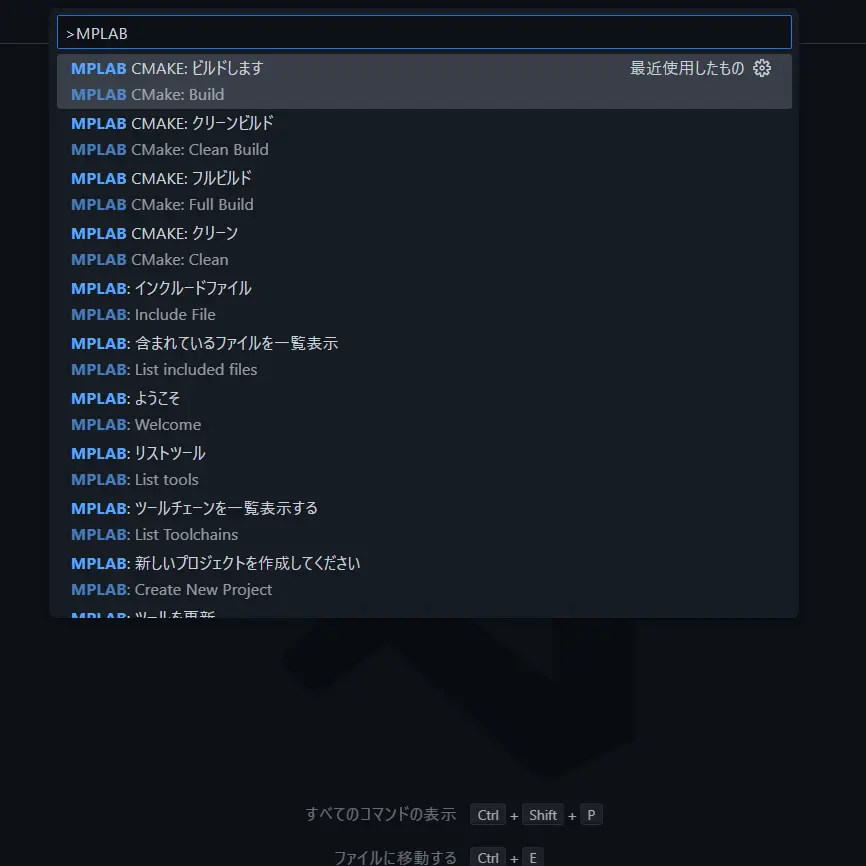 >MPLAB
MPLAB CMAKE: ビルドします 最近使用したもの
MPLAB CMake: Build
MPLAB CMAKE: クリーンビルド
MPLAB CMake: Clean Build
MPLAB CMAKE: フルビルド
MPLAB CMake: Full Build
MPLAB CMAKE: クリーン
MPLAB CMake: Clean
MPLAB: インクルードファイル
MPLAB: Include File
MPLAB: 含まれているファイルを一覧表示
MPLAB: List included files
MPLAB: ようこそ
MPLAB: Welcome
MPLAB: リストツール
MPLAB: List tools
MPLAB: ツールチェーンを一覧表示する
MPLAB: List Toolchains
MPLAB: 新しいプロジェクトを作成してください
MPLAB: Create New Project
MPLAB: ツールを更新
すべてのコマンドの表示 Ctrl + Shift + P
ファイルに移動する Ctrl + E